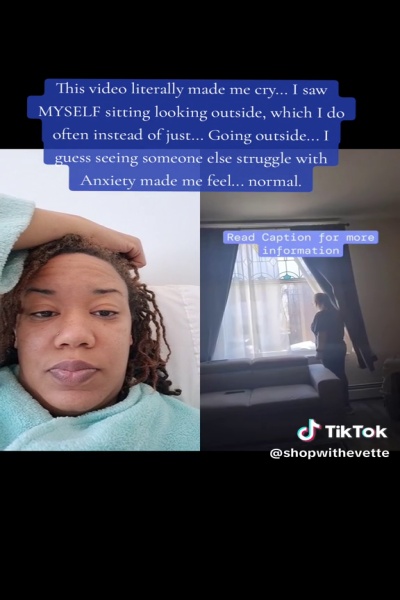 This video literally made me cry... I saw
MYSELF sitting looking outside, which I do
often instead of just... Going outside... I
guess seeing someone else struggle with
Anxiety made me feel... normal.
Read Caption for more
information
TikTok
@shopwithevette